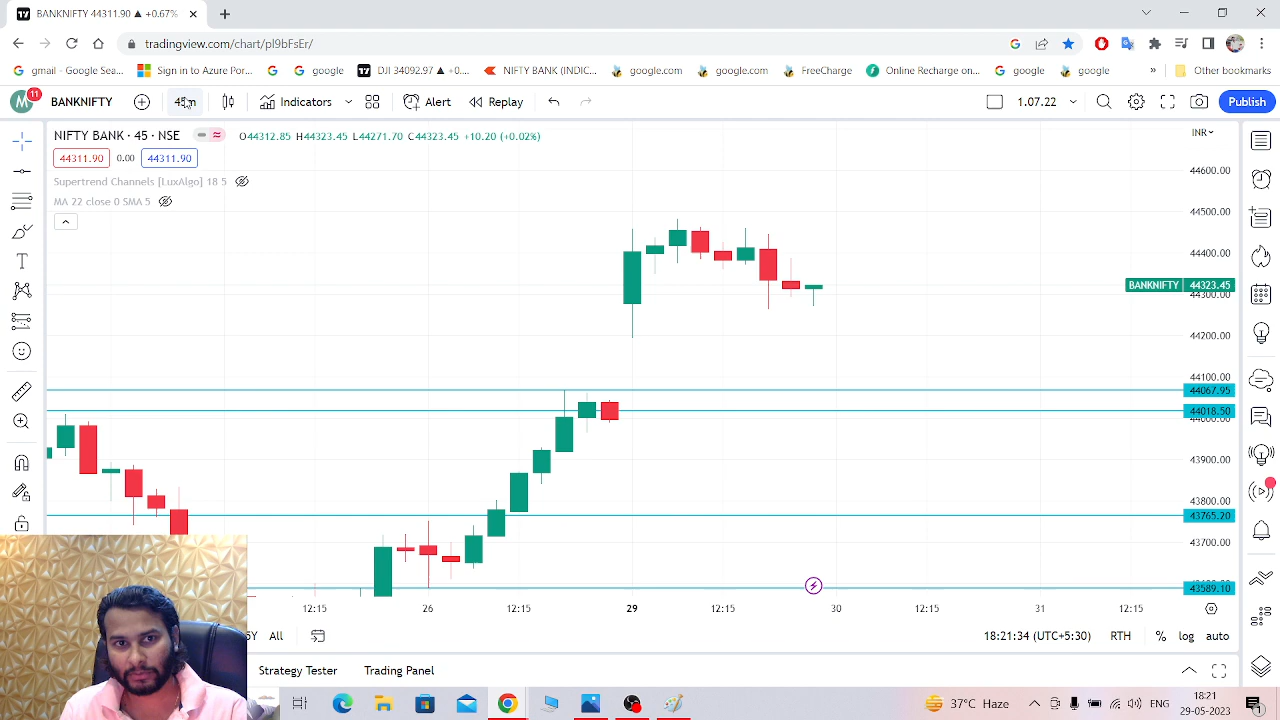 BANKNIFTY 44311.90 ▲ +0.67%
tradingview.com/chart/pI9bFsEr/
gmail - Google Sea...
Sign in to Azure Por...
google
DJI 34082.97 ▲ +0...
NIFTY BANK (INDIC...
google.com
google.com
FreeCharge
Online Recharge on...
google
google
»
Other bookmarks
M 11
BANKNIFTY
45m
Indicators
Alert
Replay
1.07.22
Publish
NIFTY BANK · 45 · NSE
O44312.85 H44323.45 L44271.70 C44323.45 +10.20 (+0.02%)
INR
44311.90 0.00 44311.90
Supertrend Channels [LuxAlgo] 18 5
MA 22 close 0 SMA 5
44600.00
44500.00
44400.00
BANKNIFTY 44323.45
44300.00
44200.00
44100.00
44067.95
44018.50
43900.00
43800.00
43765.20
43700.00
43589.10
12:15 26 12:15 29 12:15 30 12:15 31 12:15
5Y All
18:21:34 (UTC+5:30) RTH % log auto
Strategy Tester Trading Panel
37°C Haze
ENG
18:21
29-05-2023